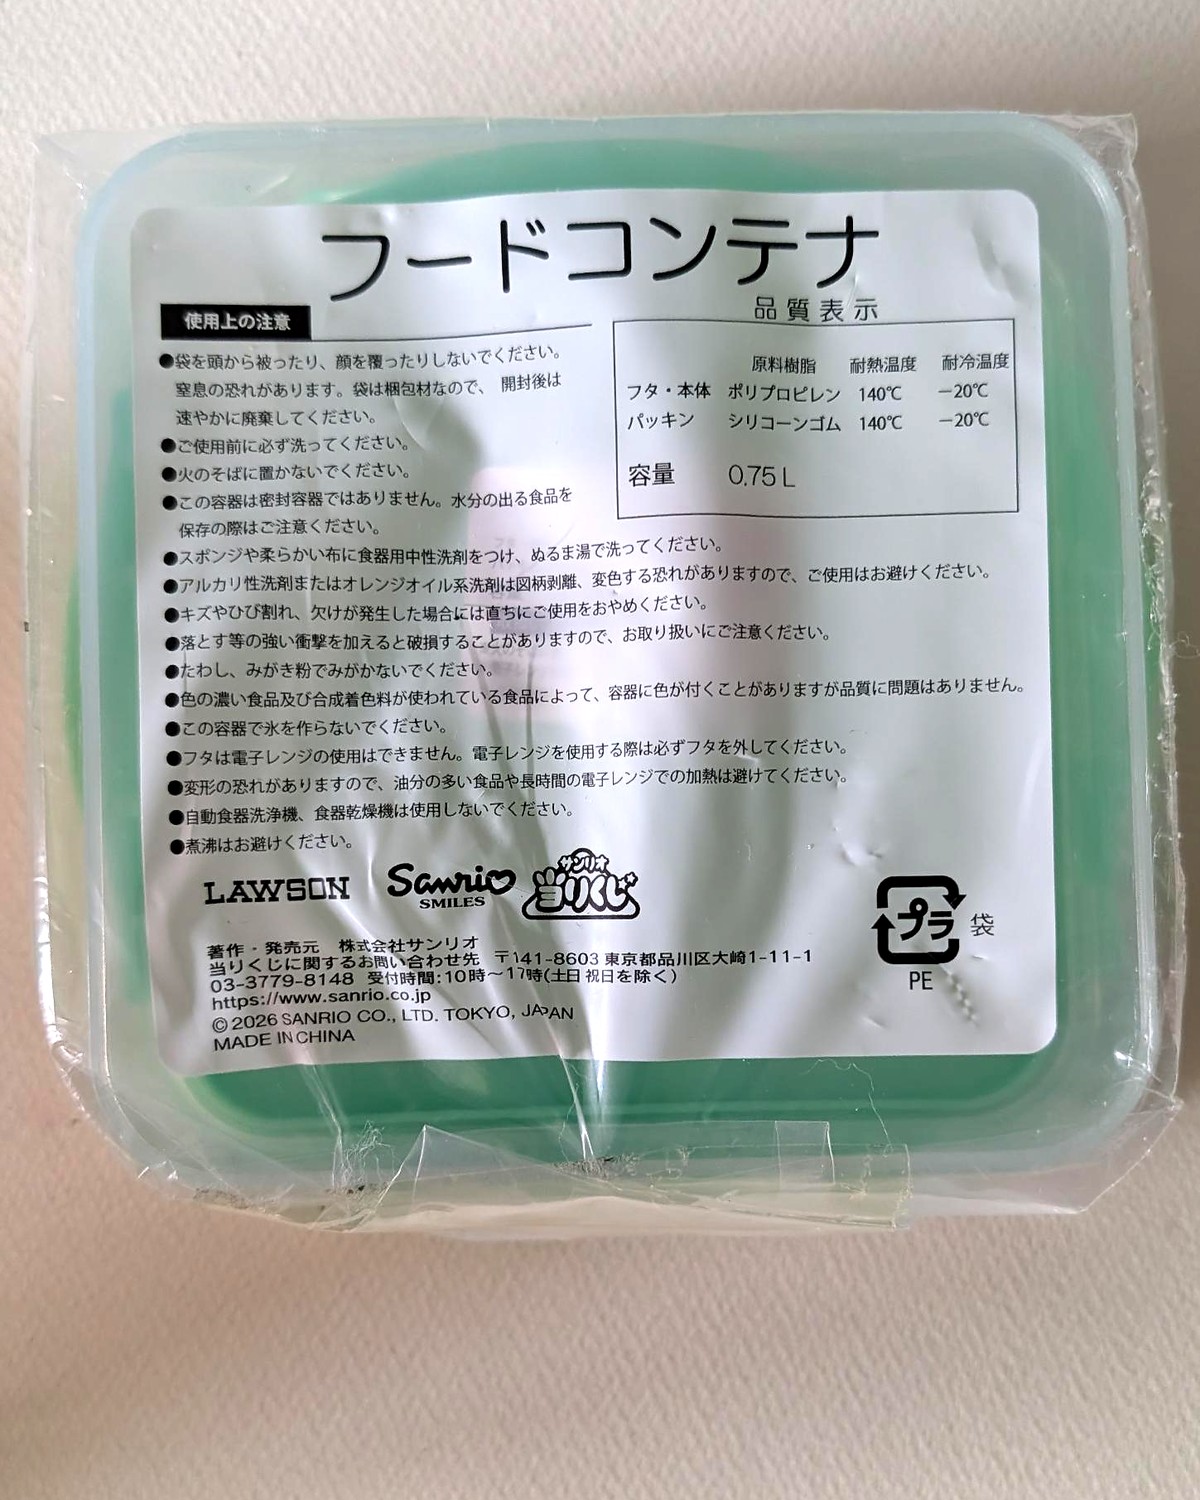 フードコンテナ
使用上の注意
●袋を頭から被ったり、顔を覆ったりしないでください。
窒息の恐れがあります。袋は梱包材なので、開封後は
速やかに廃棄してください。
●ご使用前に必ず洗ってください。
●火のそばに置かないでください。
●この容器は密封容器ではありません。水分の出る食品を
保存の際はご注意ください。
品質表示
原料樹脂 耐熱温度 耐冷温度
フタ・本体 ポリプロピレン 140℃ −20℃
パッキン シリコーンゴム 140℃ −20℃
容量 0.75L
●スポンジや柔らかい布に食器用中性洗剤をつけ、ぬるま湯で洗ってください。
●アルカリ性洗剤またはオレンジオイル系洗剤は図柄剥離、変色する恐れがありますので、ご使用はお避けください。
●キズやひび割れ、欠けが発生した場合には直ちにご使用をおやめください。
●落とす等の強い衝撃を加えると破損することがありますので、お取り扱いにご注意ください。
●たわし、みがき粉でみがかないでください。
●色の濃い食品及び合成着色料が使われている食品によって、容器に色が付くことがありますが品質に問題はありません。
●この容器で氷を作らないでください。
●フタは電子レンジの使用はできません。電子レンジを使用する際は必ずフタを外してください。
●変形の恐れがありますので、油分の多い食品や長時間の電子レンジでの加熱は避けてください。
●自動食器洗浄機、食器乾燥機は使用しないでください。
●煮沸はお避けください。
LAWSON
Sanrio
SMILES
サンリオ
当りくじ
プラ 袋
PE
著作・発売元 株式会社サンリオ
当りくじに関するお問い合わせ先 〒141-8603 東京都品川区大崎1-11-1
03-3779-8148 受付時間:10時〜17時(土日祝日を除く)
https://www.sanrio.co.jp
© 2026 SANRIO CO., LTD. TOKYO, JAPAN
MADE IN CHINA